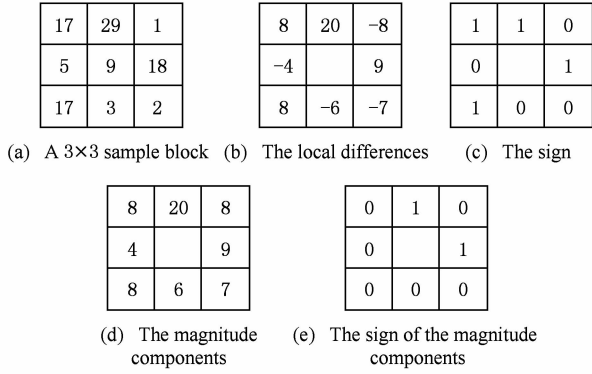 17 29 1
5 9 18
17 3 2
(a) A 3×3 sample block
8 20 −8
−4 9
8 −6 −7
(b) The local differences
1 1 0
0 1
1 0 0
(c) The sign
8 20 8
4 9
8 6 7
(d) The magnitude
components
0 1 0
0 1
0 0 0
(e) The sign of the magnitude
components